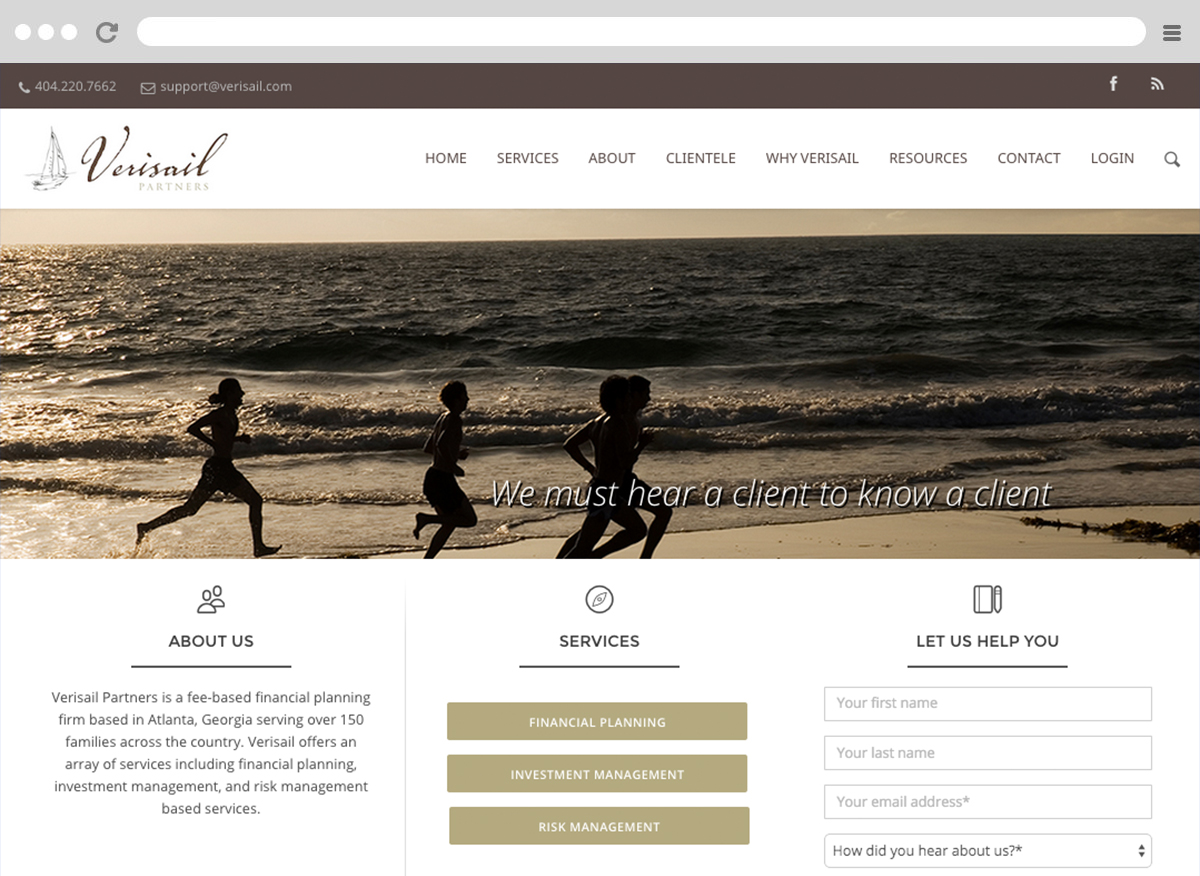 404.220.7662
support@verisail.com
Verisail
PARTNERS
HOME
SERVICES
ABOUT
CLIENTELE
WHY VERISAIL
RESOURCES
CONTACT
LOGIN
We must hear a client to know a client
ABOUT US
Verisail Partners is a fee-based financial planning
firm based in Atlanta, Georgia serving over 150
families across the country. Verisail offers an
array of services including financial planning,
investment management, and risk management
based services.
SERVICES
FINANCIAL PLANNING
INVESTMENT MANAGEMENT
RISK MANAGEMENT
LET US HELP YOU
Your first name
Your last name
Your email address*
How did you hear about us?*